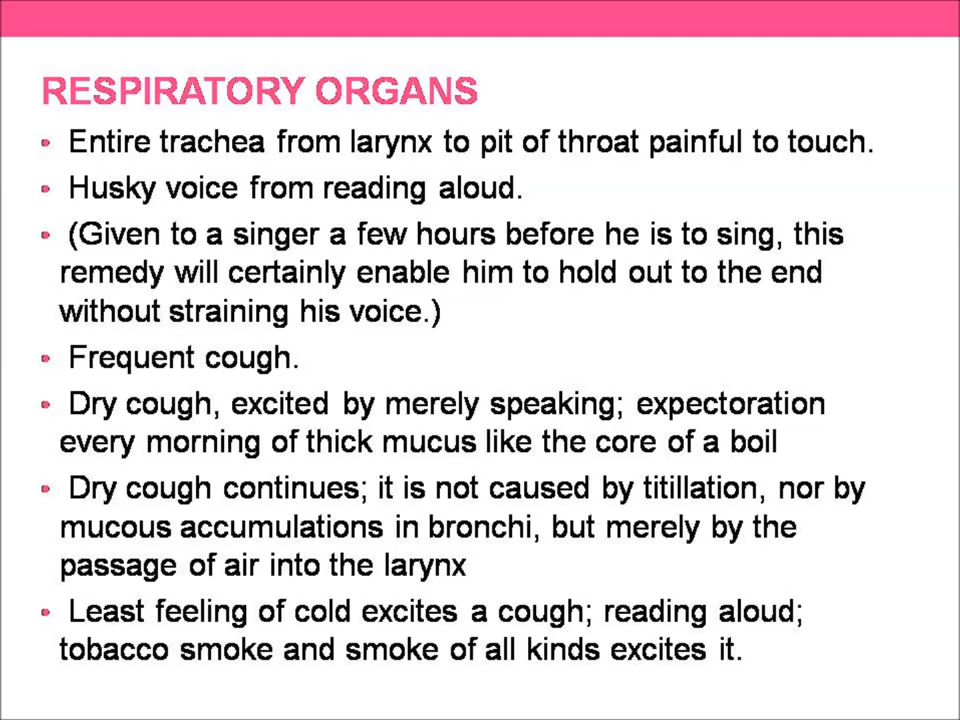 RESPIRATORY ORGANS
• Entire trachea from larynx to pit of throat painful to touch.
• Husky voice from reading aloud.
• (Given to a singer a few hours before he is to sing, this
remedy will certainly enable him to hold out to the end
without straining his voice.)
• Frequent cough.
• Dry cough, excited by merely speaking; expectoration
every morning of thick mucus like the core of a boil
• Dry cough continues; it is not caused by titillation, nor by
mucous accumulations in bronchi, but merely by the
passage of air into the larynx
• Least feeling of cold excites a cough; reading aloud;
tobacco smoke and smoke of all kinds excites it.